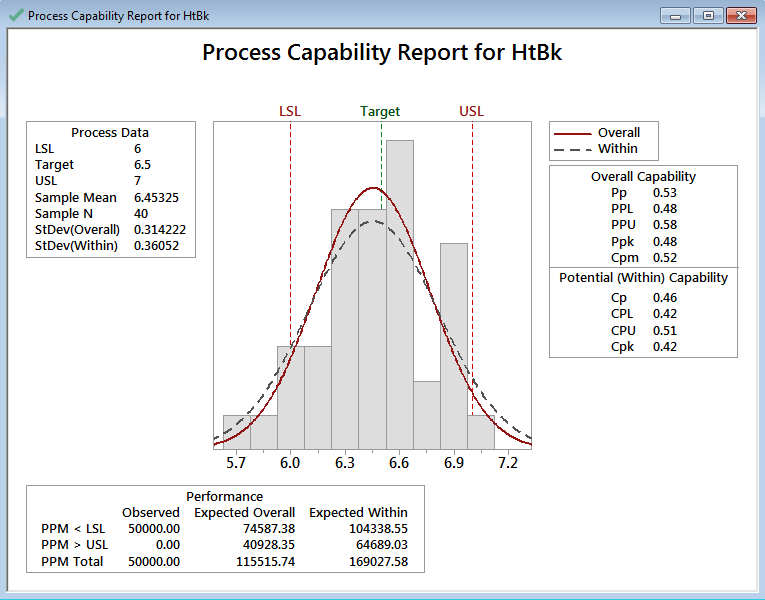 Process Capability Report for HtBk
Process Capability Report for HtBk
LSL Target USL
Process Data
LSL 6
Target 6.5
USL 7
Sample Mean 6.45325
Sample N 40
StDev(Overall) 0.314222
StDev(Within) 0.36052
Overall
Within
Overall Capability
Pp 0.53
PPL 0.48
PPU 0.58
Ppk 0.48
Cpm 0.52
Potential (Within) Capability
Cp 0.46
CPL 0.42
CPU 0.51
Cpk 0.42
5.7 6.0 6.3 6.6 6.9 7.2
Performance
Observed Expected Overall Expected Within
PPM < LSL 50000.00 74587.38 104338.55
PPM > USL 0.00 40928.35 64689.03
PPM Total 50000.00 115515.74 169027.58